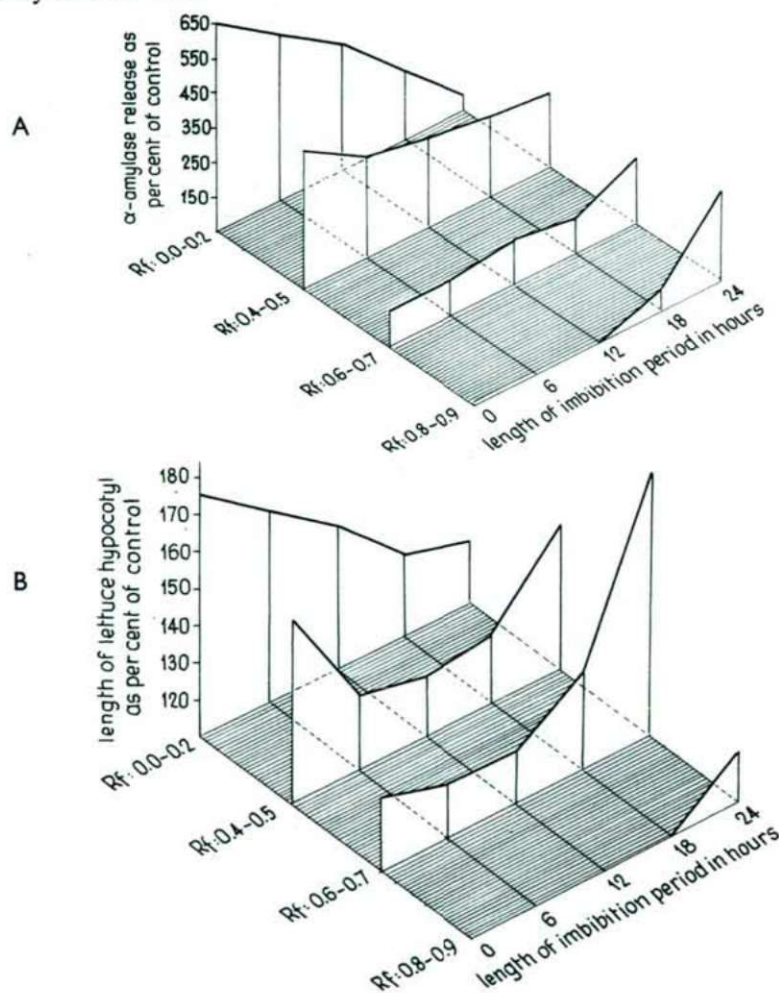 A
α-amylase release as
per cent of control
650
550
450
350
250
150
Rf:0.0-0.2
Rf:0.4-0.5
Rf:0.6-0.7
Rf:0.8-0.9
0
6
12
18
24
length of imbibition period in hours
B
length of lettuce hypocotyl
as per cent of control
180
170
160
150
140
130
120
Rf:0.0-0.2
Rf:0.4-0.5
Rf:0.6-0.7
Rf:0.8-0.9
0
6
12
18
24
length of imbibition period in hours